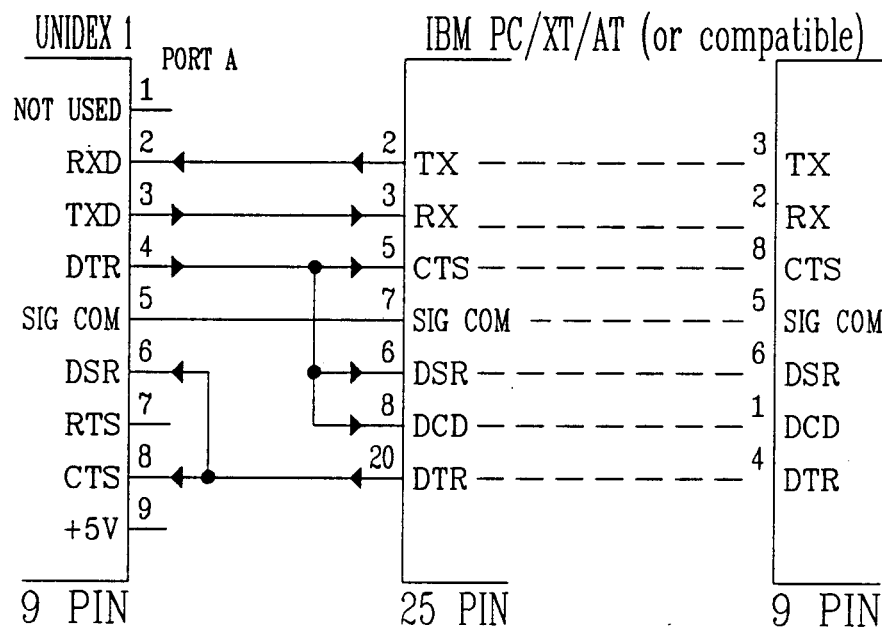 UNIDEX 1 IBM PC/XT/AT (or compatible)
PORT A
NOT USED 1
RXD 2 2 TX 3 TX
TXD 3 3 RX 2 RX
DTR 4 5 CTS 8 CTS
SIG COM 5 7 SIG COM 5 SIG COM
DSR 6 6 DSR 6 DSR
RTS 7 8 DCD 1 DCD
CTS 8 20 DTR 4 DTR
+5V 9
9 PIN 25 PIN 9 PIN